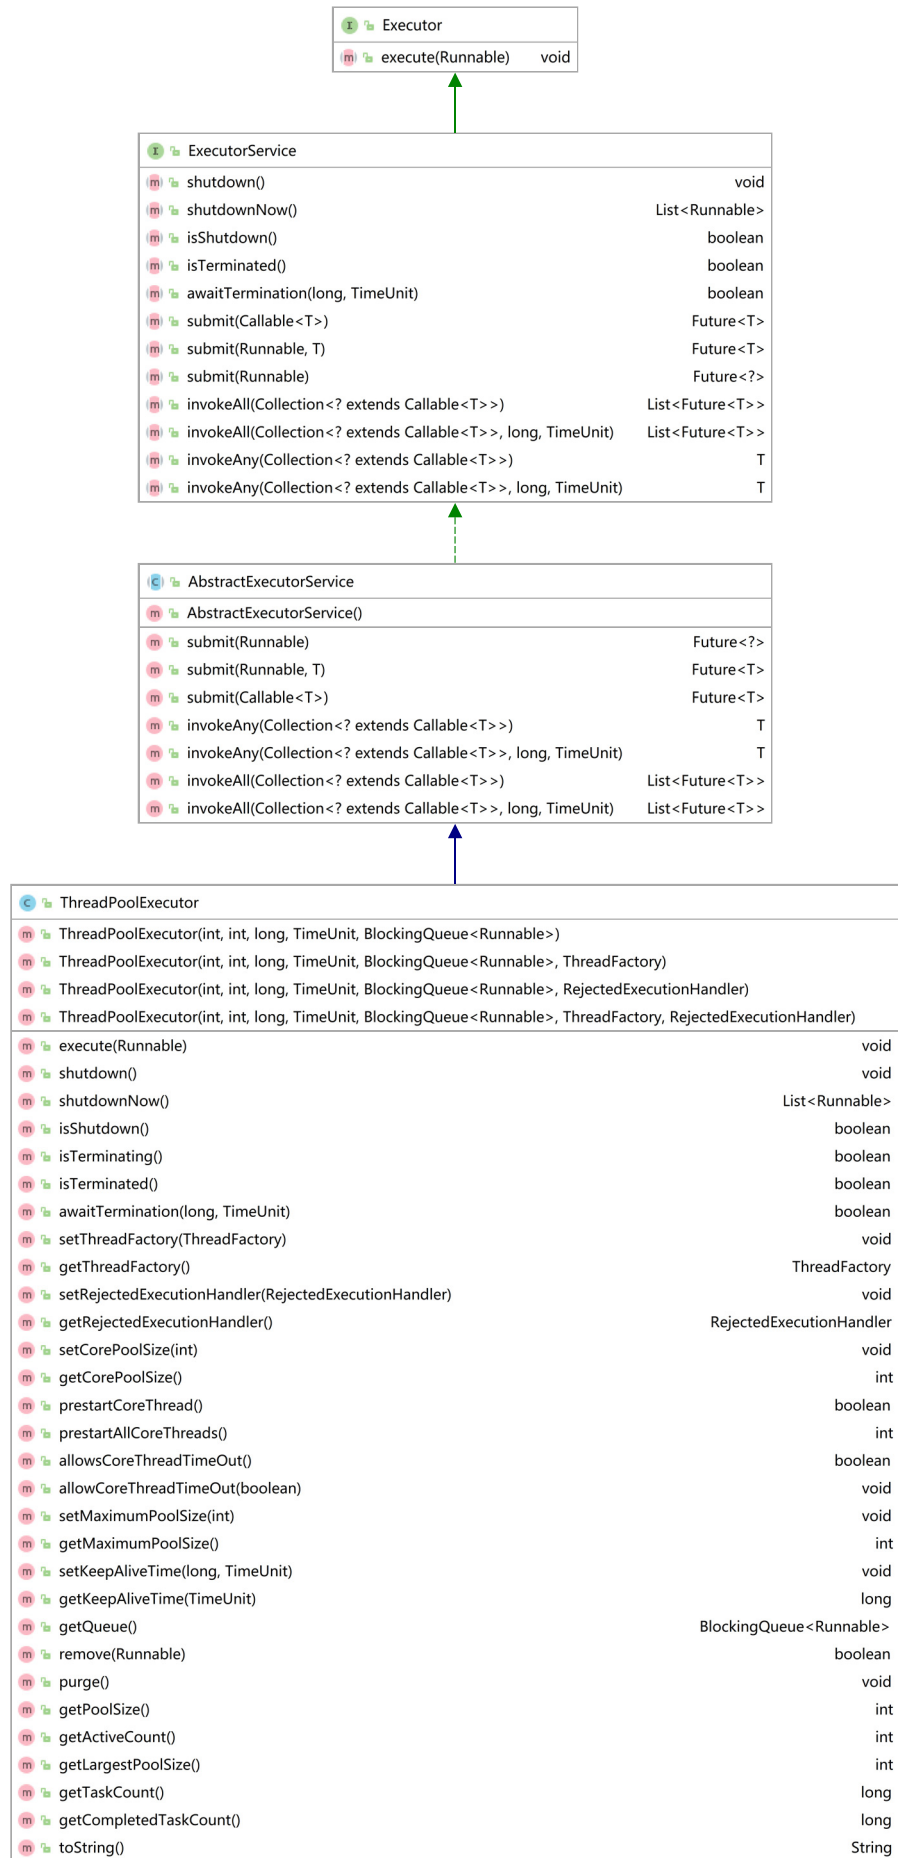 I Executor
m execute(Runnable) void
I ExecutorService
m shutdown() void
m shutdownNow() List<Runnable>
m isShutdown() boolean
m isTerminated() boolean
m awaitTermination(long, TimeUnit) boolean
m submit(Callable<T>) Future<T>
m submit(Runnable, T) Future<T>
m submit(Runnable) Future<?>
m invokeAll(Collection<? extends Callable<T>>) List<Future<T>>
m invokeAll(Collection<? extends Callable<T>>, long, TimeUnit) List<Future<T>>
m invokeAny(Collection<? extends Callable<T>>) T
m invokeAny(Collection<? extends Callable<T>>, long, TimeUnit) T
C AbstractExecutorService
m AbstractExecutorService()
m submit(Runnable) Future<?>
m submit(Runnable, T) Future<T>
m submit(Callable<T>) Future<T>
m invokeAny(Collection<? extends Callable<T>>) T
m invokeAny(Collection<? extends Callable<T>>, long, TimeUnit) T
m invokeAll(Collection<? extends Callable<T>>) List<Future<T>>
m invokeAll(Collection<? extends Callable<T>>, long, TimeUnit) List<Future<T>>
C ThreadPoolExecutor
m ThreadPoolExecutor(int, int, long, TimeUnit, BlockingQueue<Runnable>)
m ThreadPoolExecutor(int, int, long, TimeUnit, BlockingQueue<Runnable>, ThreadFactory)
m ThreadPoolExecutor(int, int, long, TimeUnit, BlockingQueue<Runnable>, RejectedExecutionHandler)
m ThreadPoolExecutor(int, int, long, TimeUnit, BlockingQueue<Runnable>, ThreadFactory, RejectedExecutionHandler)
m execute(Runnable) void
m shutdown() void
m shutdownNow() List<Runnable>
m isShutdown() boolean
m isTerminating() boolean
m isTerminated() boolean
m awaitTermination(long, TimeUnit) boolean
m setThreadFactory(ThreadFactory) void
m getThreadFactory() ThreadFactory
m setRejectedExecutionHandler(RejectedExecutionHandler) void
m getRejectedExecutionHandler() RejectedExecutionHandler
m setCorePoolSize(int) void
m getCorePoolSize() int
m prestartCoreThread() boolean
m prestartAllCoreThreads() int
m allowsCoreThreadTimeOut() boolean
m allowCoreThreadTimeOut(boolean) void
m setMaximumPoolSize(int) void
m getMaximumPoolSize() int
m setKeepAliveTime(long, TimeUnit) void
m getKeepAliveTime(TimeUnit) long
m getQueue() BlockingQueue<Runnable>
m remove(Runnable) boolean
m purge() void
m getPoolSize() int
m getActiveCount() int
m getLargestPoolSize() int
m getTaskCount() long
m getCompletedTaskCount() long
m toString() String